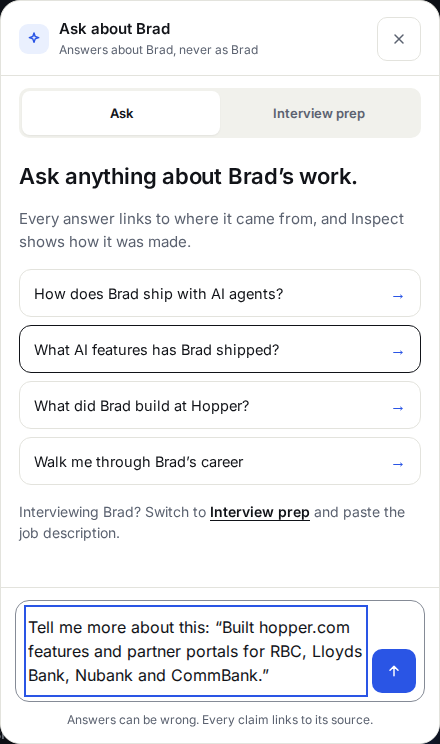 Ask about Brad
Answers about Brad, never as Brad
Ask
Interview prep
Ask anything about Brad’s work.
Every answer links to where it came from, and Inspect
shows how it was made.
How does Brad ship with AI agents? →
What AI features has Brad shipped? →
What did Brad build at Hopper? →
Walk me through Brad’s career →
Interviewing Brad? Switch to Interview prep and paste the
job description.
Tell me more about this: “Built hopper.com
features and partner portals for RBC, Lloyds
Bank, Nubank and CommBank.”
Answers can be wrong. Every claim links to its source.